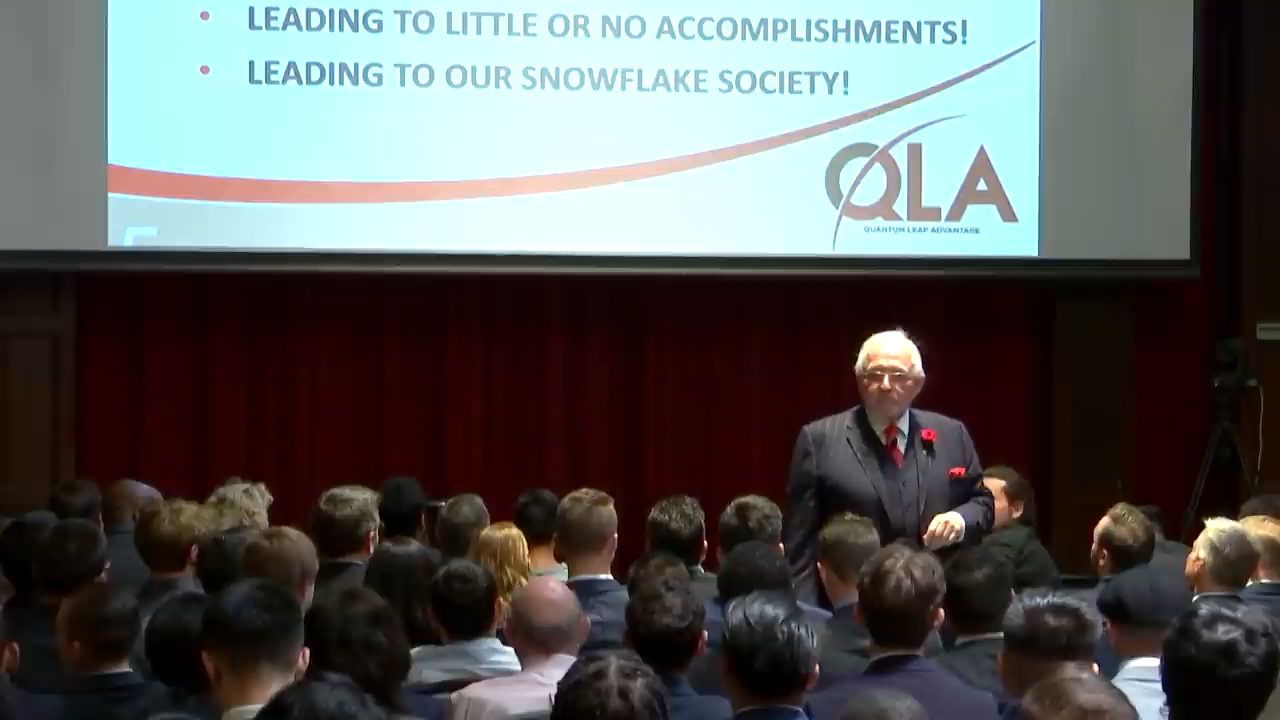 • LEADING TO LITTLE OR NO ACCOMPLISHMENTS!
• LEADING TO OUR SNOWFLAKE SOCIETY!
QLA
QUANTUM LEAP ADVANTAGE